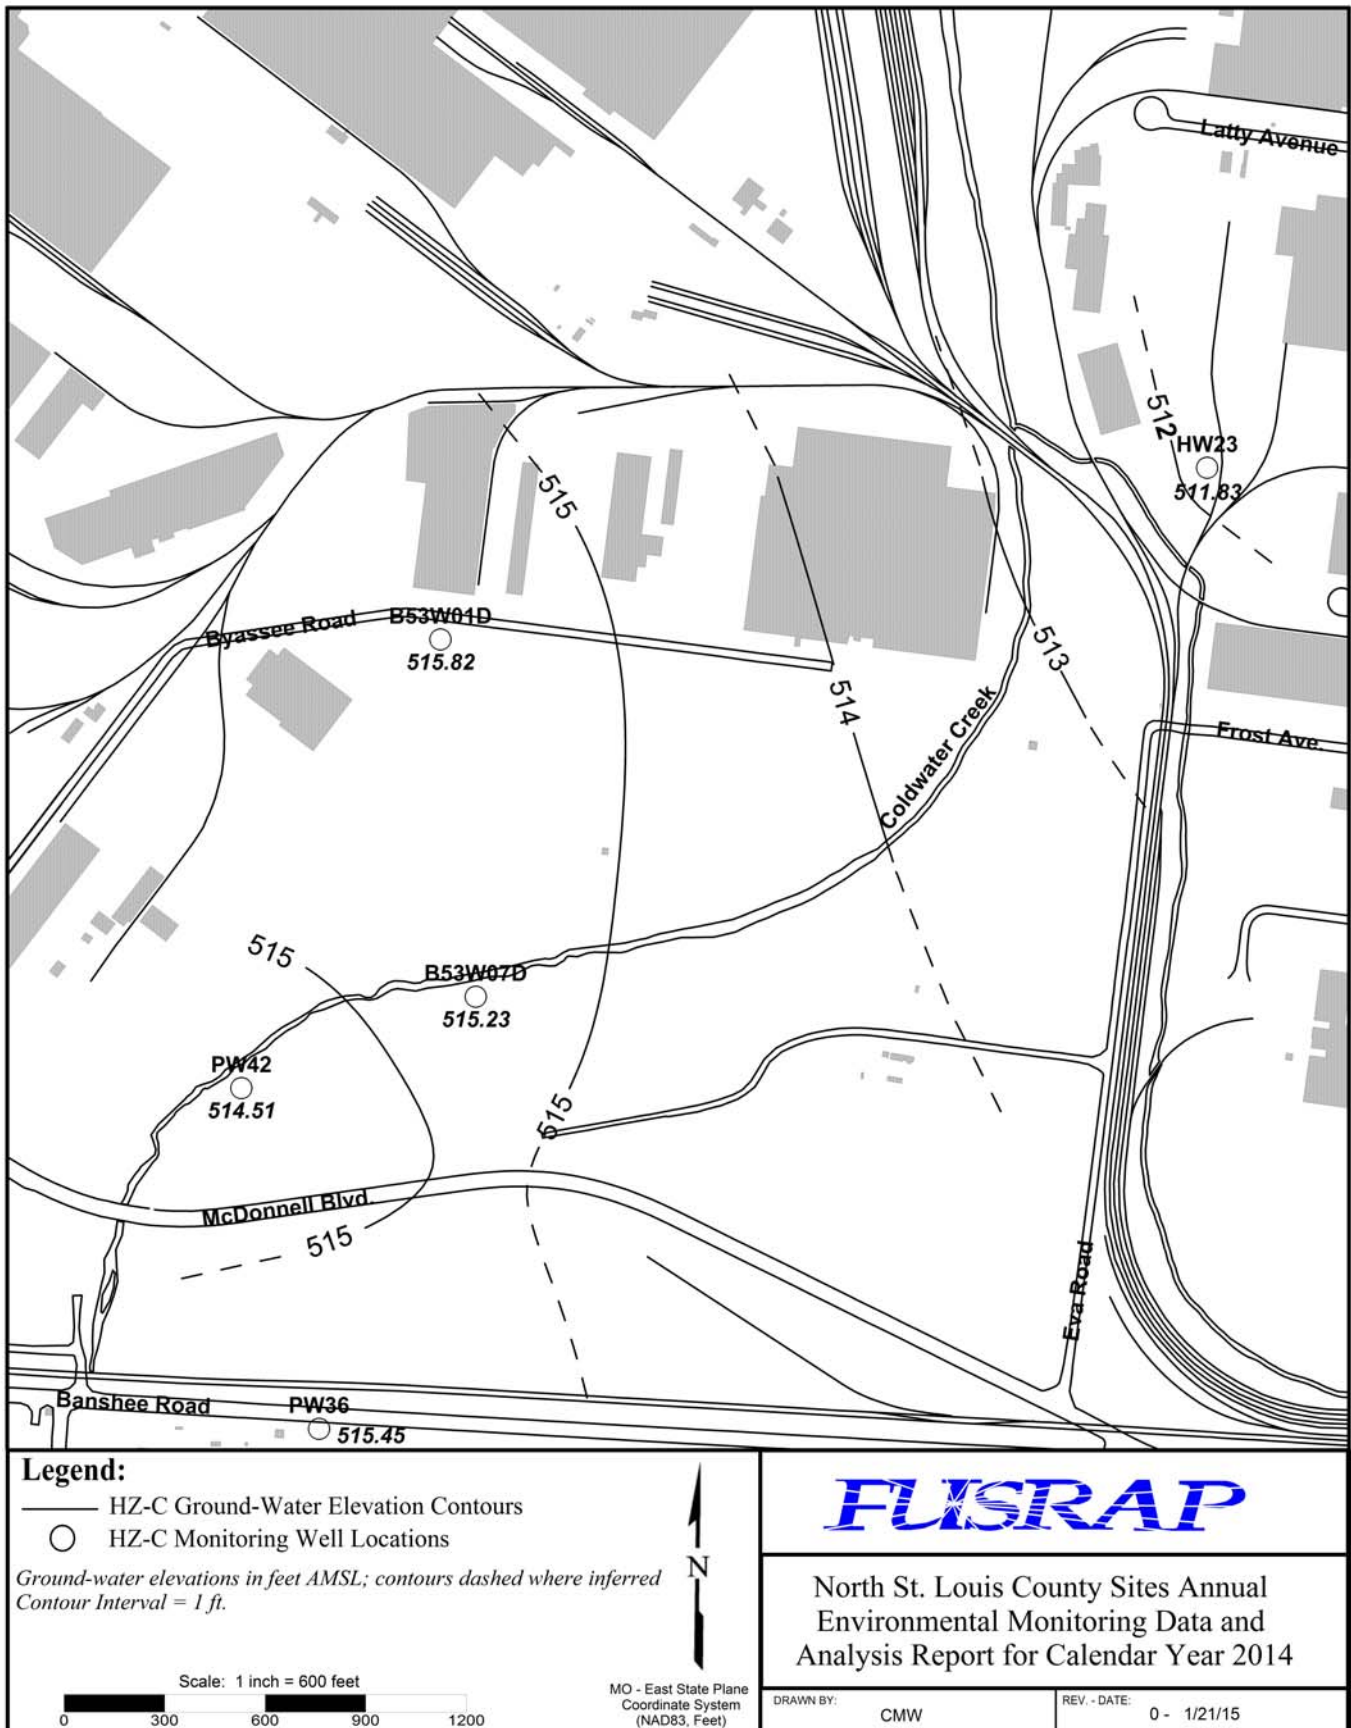 Latty Avenue
512
HW23
511.83
515
B53W01D
Byassee Road
515.82
513
514
Coldwater Creek
Frost Ave.
515
B53W07D
515.23
PW42
514.51
515
McDonnell Blvd.
515
Eva Road
Banshee Road
PW36
515.45
Legend:
HZ-C Ground-Water Elevation Contours
HZ-C Monitoring Well Locations
Ground-water elevations in feet AMSL; contours dashed where inferred
Contour Interval = 1 ft.
Scale: 1 inch = 600 feet
0 300 600 900 1200
N
MO - East State Plane
Coordinate System
(NAD83, Feet)
FUSRAP
North St. Louis County Sites Annual
Environmental Monitoring Data and
Analysis Report for Calendar Year 2014
DRAWN BY:
CMW
REV. - DATE:
0 - 1/21/15